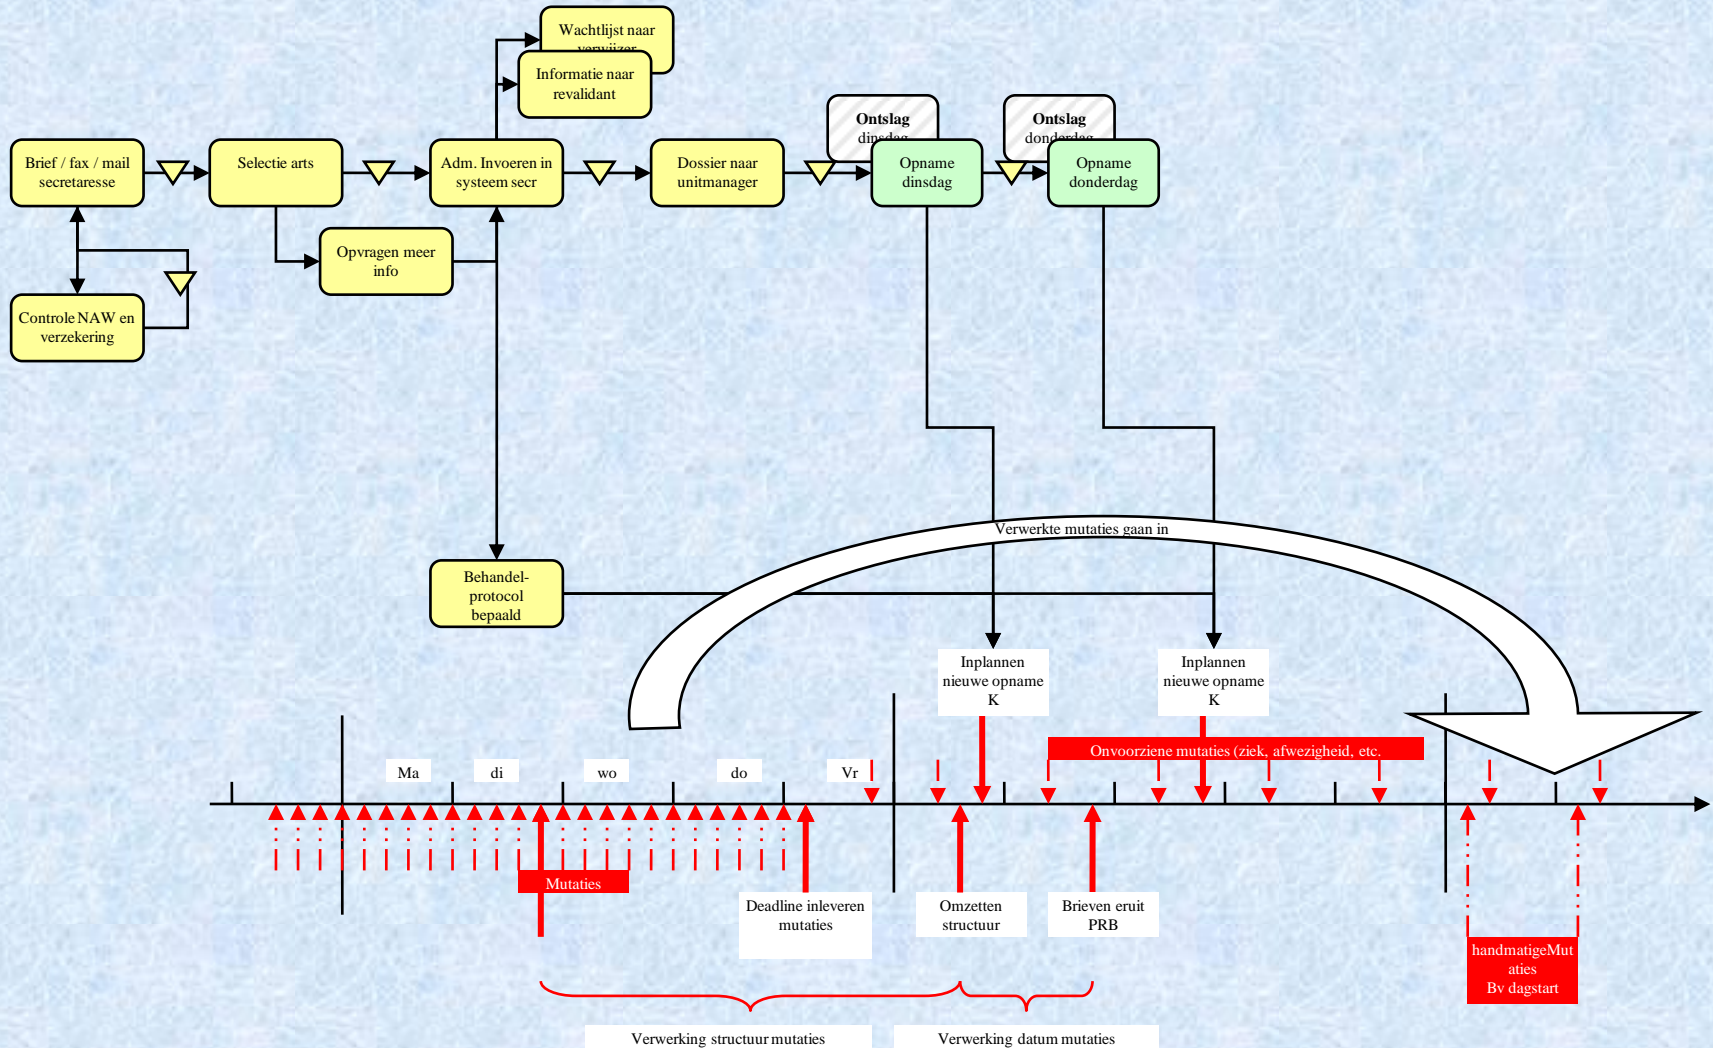 Wachtlijst naar
verwijzer
Informatie naar
revalidant
Ontslag
dinsdag
Ontslag
donderdag
Brief / fax / mail
secretaresse
Selectie arts
Adm. Invoeren in
systeem secr
Dossier naar
unitmanager
Opname
dinsdag
Opname
donderdag
Opvragen meer
info
Controle NAW en
verzekering
Verwerkte mutaties gaan in
Behandel-
protocol
bepaald
Inplannen
nieuwe opname
K
Inplannen
nieuwe opname
K
Onvoorziene mutaties (ziek, afwezigheid, etc.
Ma
di
wo
do
Vr
Mutaties
Deadline inleveren
mutaties
Omzetten
structuur
Brieven eruit
PRB
handmatigeMut
aties
Bv dagstart
Verwerking structuur mutaties
Verwerking datum mutaties